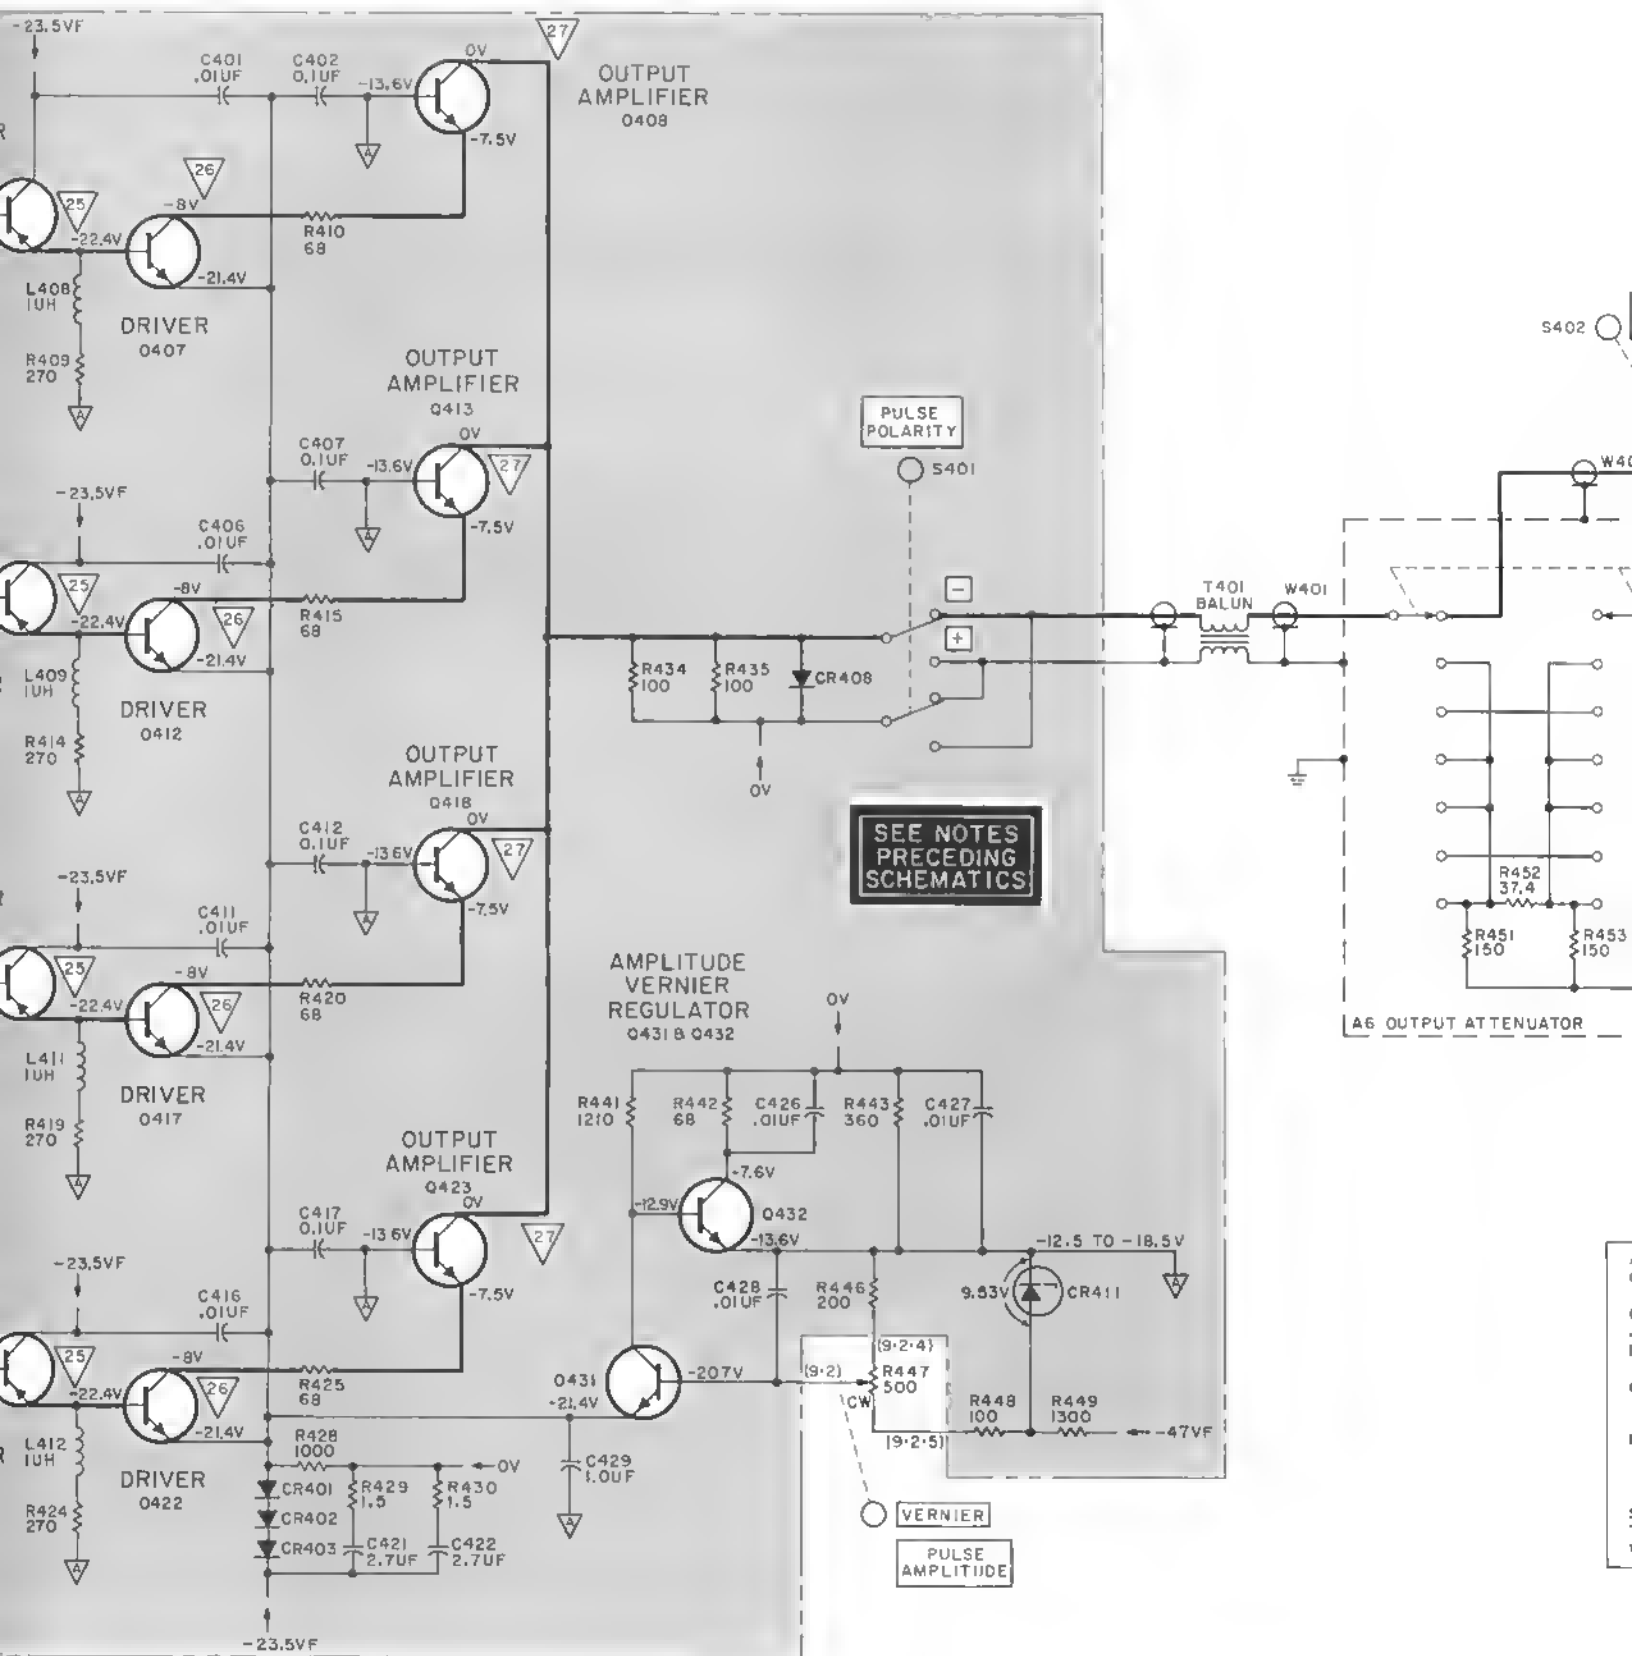 -23.5VF
C401
.01UF
C402
0.1UF
-13.6V
0V
27
OUTPUT
AMPLIFIER
Q408
-7.5V
A
26
25
-8V
-22.4V
R410
68
-21.4V
L408
1UH
DRIVER
Q407
R409
270
A
OUTPUT
AMPLIFIER
Q413
0V
C407
0.1UF
-13.6V
27
A
-7.5V
-23.5VF
C406
.01UF
25
-8V
-22.4V
26
R415
68
-21.4V
L409
1UH
DRIVER
Q412
R414
270
A
PULSE
POLARITY
S401
-
+
R434
100
R435
100
CR408
0V
T401
BALUN
W401
S402
W40
SEE NOTES
PRECEDING
SCHEMATICS
R452
37.4
R451
150
R453
150
A6 OUTPUT ATTENUATOR
OUTPUT
AMPLIFIER
Q418
0V
C412
0.1UF
-13.6V
27
A
-7.5V
-23.5VF
C411
.01UF
25
-8V
-22.4V
26
R420
68
-21.4V
L411
1UH
DRIVER
Q417
R419
270
A
AMPLITUDE
VERNIER
REGULATOR
Q431 & Q432
0V
R441
1210
R442
68
C426
.01UF
R443
360
C427
.01UF
-7.6V
-12.9V
Q432
-13.6V
-12.5 TO -18.5V
A
C428
.01UF
R446
200
9.53V
CR411
OUTPUT
AMPLIFIER
Q423
0V
C417
0.1UF
-13.6V
27
A
-7.5V
-23.5VF
C416
.01UF
25
-8V
-22.4V
26
R425
68
-21.4V
L412
1UH
DRIVER
Q422
R424
270
A
Q431
-20.7V
-21.4V
(9·2)
(9·2·4)
R447
500
CW
(9·2·5)
R448
100
R449
1300
-47VF
R428
1000
0V
CR401
CR402
CR403
R429
1.5
R430
1.5
C421
2.7UF
C422
2.7UF
C429
1.0UF
A
-23.5VF
VERNIER
PULSE
AMPLITUDE